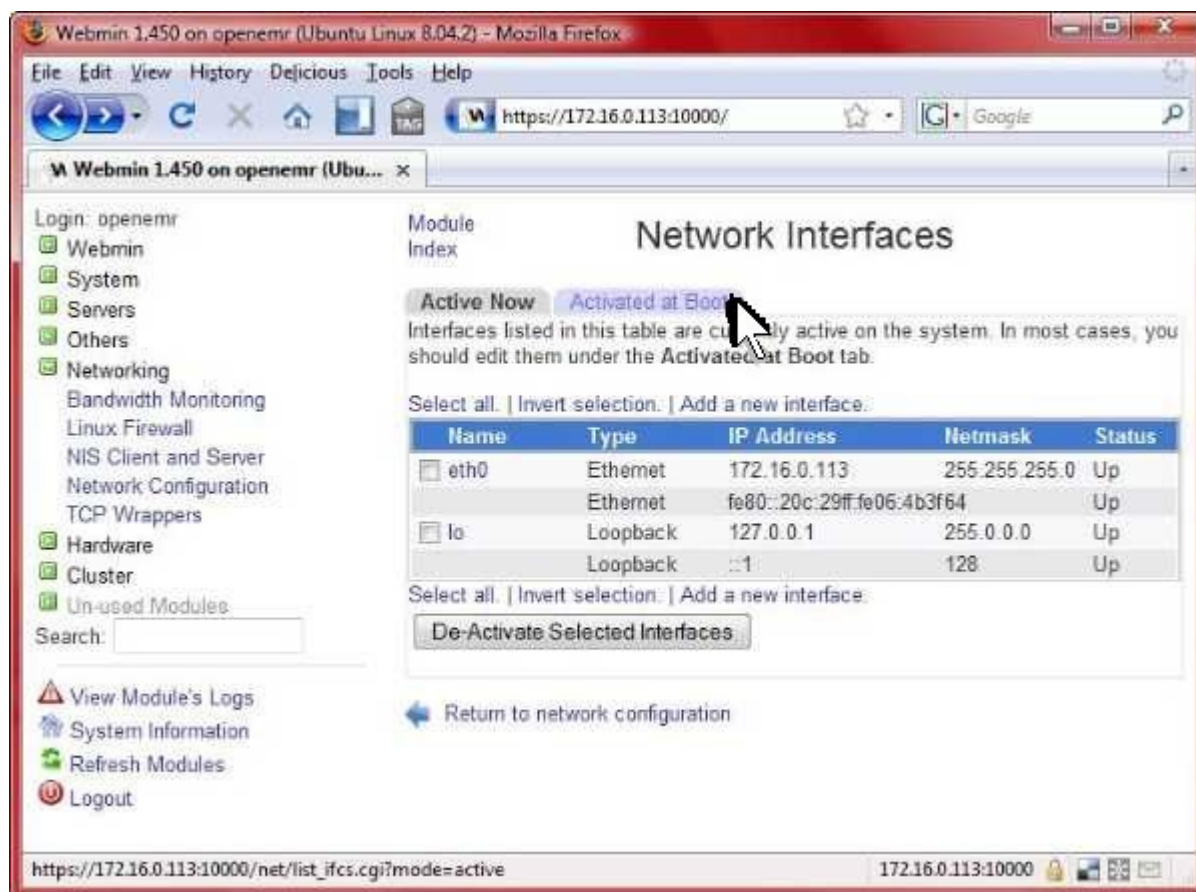 Webmin 1.450 on openemr (Ubuntu Linux 8.04.2) - Mozilla Firefox
File Edit View History Delicious Tools Help
TAG https://172.16.0.113:10000/ G Google
Webmin 1.450 on openemr (Ubu...
Login: openemr
Webmin
System
Servers
Others
Networking
Bandwidth Monitoring
Linux Firewall
NIS Client and Server
Network Configuration
TCP Wrappers
Hardware
Cluster
Un-used Modules
Search:
View Module's Logs
System Information
Refresh Modules
Logout
Module
Index
Network Interfaces
Active Now Activated at Boot
Interfaces listed in this table are currently active on the system. In most cases, you
should edit them under the Activated at Boot tab.
Select all. | Invert selection. | Add a new interface.
Name Type IP Address Netmask Status
eth0 Ethernet 172.16.0.113 255.255.255.0 Up
Ethernet fe80::20c:29ff:fe06:4b3f64 Up
lo Loopback 127.0.0.1 255.0.0.0 Up
Loopback ::1 128 Up
Select all. | Invert selection. | Add a new interface.
De-Activate Selected Interfaces
Return to network configuration
https://172.16.0.113:10000/net/list_ifcs.cgi?mode=active 172.16.0.113:10000